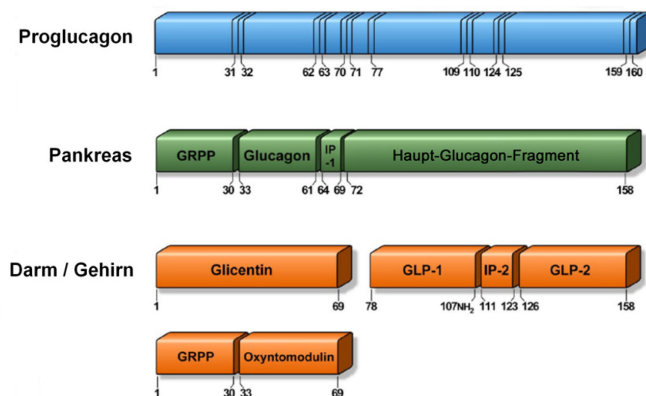 Proglucagon
1 31 32 62 63 70 71 77 109 110 124 125 159 160
Pankreas
GRPP Glucagon IP -1 Haupt-Glucagon-Fragment
1 30 33 61 64 69 72 158
Darm / Gehirn
Glicentin GLP-1 IP-2 GLP-2
1 69 78 107NH₂ 111 123 126 158
GRPP Oxyntomodulin
1 30 33 69